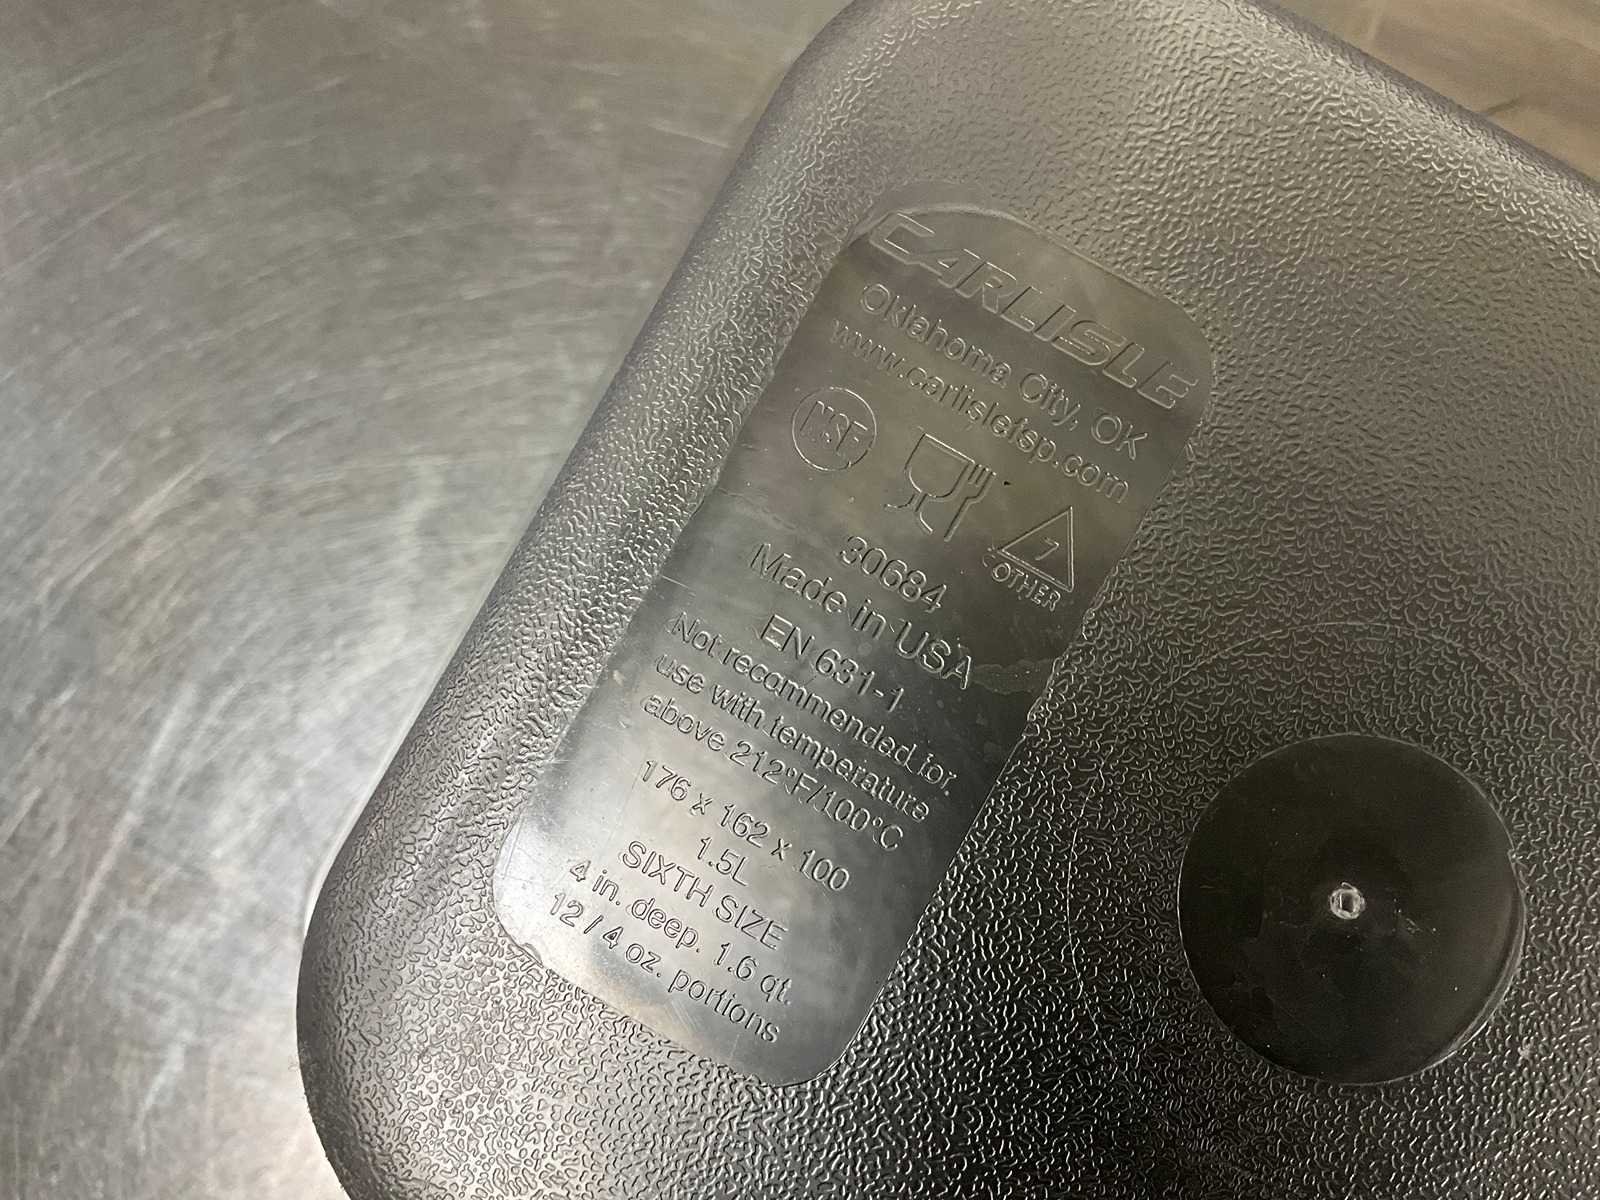 CARLISLE
Oklahoma City, OK
www.carlislefsp.com
NSF
7
OTHER
30684
Made in USA
EN 631-1
Not recommended for
use with temperature
above 212°F/100°C
176 x 162 x 100
1.5L
SIXTH SIZE
4 in. deep. 1.6 qt.
12 / 4 oz. portions